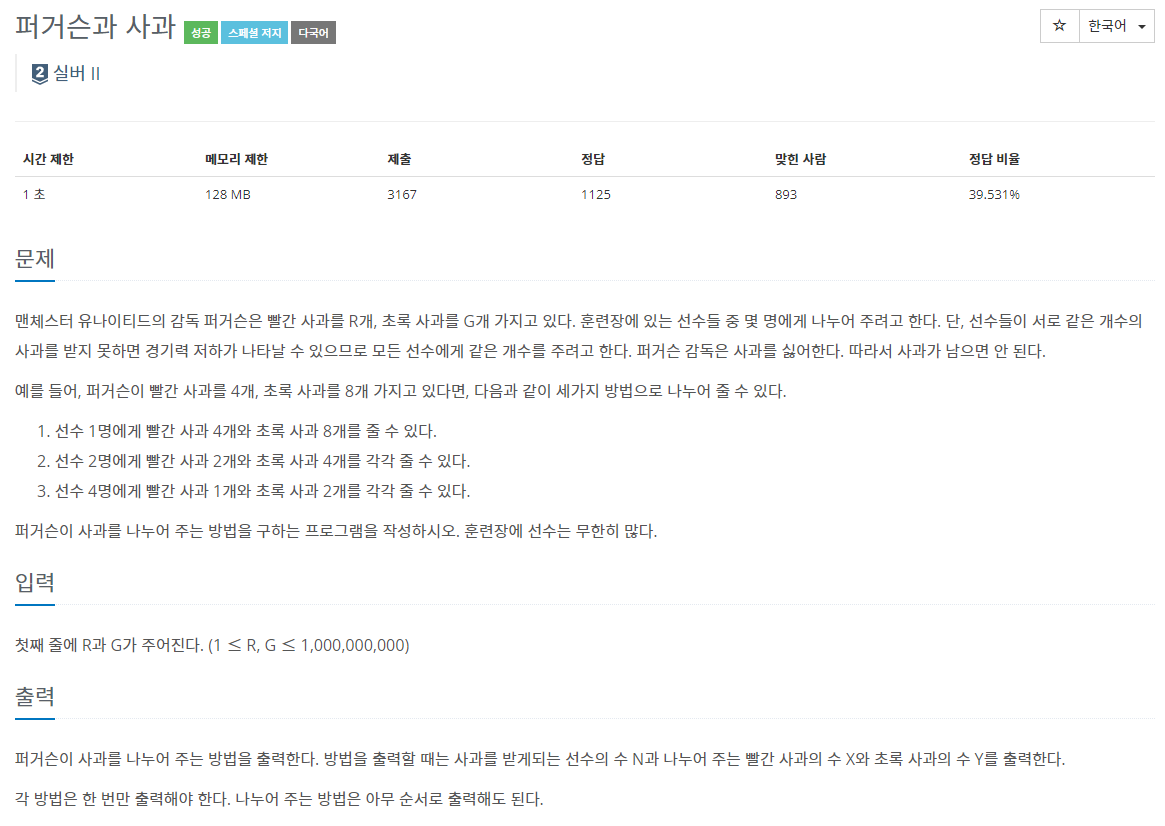 퍼거슨과 사과 성공 스페셜 저지 다국어
☆ 한국어
2 실버 II
시간 제한 메모리 제한 제출 정답 맞힌 사람 정답 비율
1 초 128 MB 3167 1125 893 39.531%
문제
맨체스터 유나이티드의 감독 퍼거슨은 빨간 사과를 R개, 초록 사과를 G개 가지고 있다. 훈련장에 있는 선수들 중 몇 명에게 나누어 주려고 한다. 단, 선수들이 서로 같은 개수의
사과를 받지 못하면 경기력 저하가 나타날 수 있으므로 모든 선수에게 같은 개수를 주려고 한다. 퍼거슨 감독은 사과를 싫어한다. 따라서 사과가 남으면 안 된다.
예를 들어, 퍼거슨이 빨간 사과를 4개, 초록 사과를 8개 가지고 있다면, 다음과 같이 세가지 방법으로 나누어 줄 수 있다.
1. 선수 1명에게 빨간 사과 4개와 초록 사과 8개를 줄 수 있다.
2. 선수 2명에게 빨간 사과 2개와 초록 사과 4개를 각각 줄 수 있다.
3. 선수 4명에게 빨간 사과 1개와 초록 사과 2개를 각각 줄 수 있다.
퍼거슨이 사과를 나누어 주는 방법을 구하는 프로그램을 작성하시오. 훈련장에 선수는 무한히 많다.
입력
첫째 줄에 R과 G가 주어진다. (1 ≤ R, G ≤ 1,000,000,000)
출력
퍼거슨이 사과를 나누어 주는 방법을 출력한다. 방법을 출력할 때는 사과를 받게되는 선수의 수 N과 나누어 주는 빨간 사과의 수 X와 초록 사과의 수 Y를 출력한다.
각 방법은 한 번만 출력해야 한다. 나누어 주는 방법은 아무 순서로 출력해도 된다.